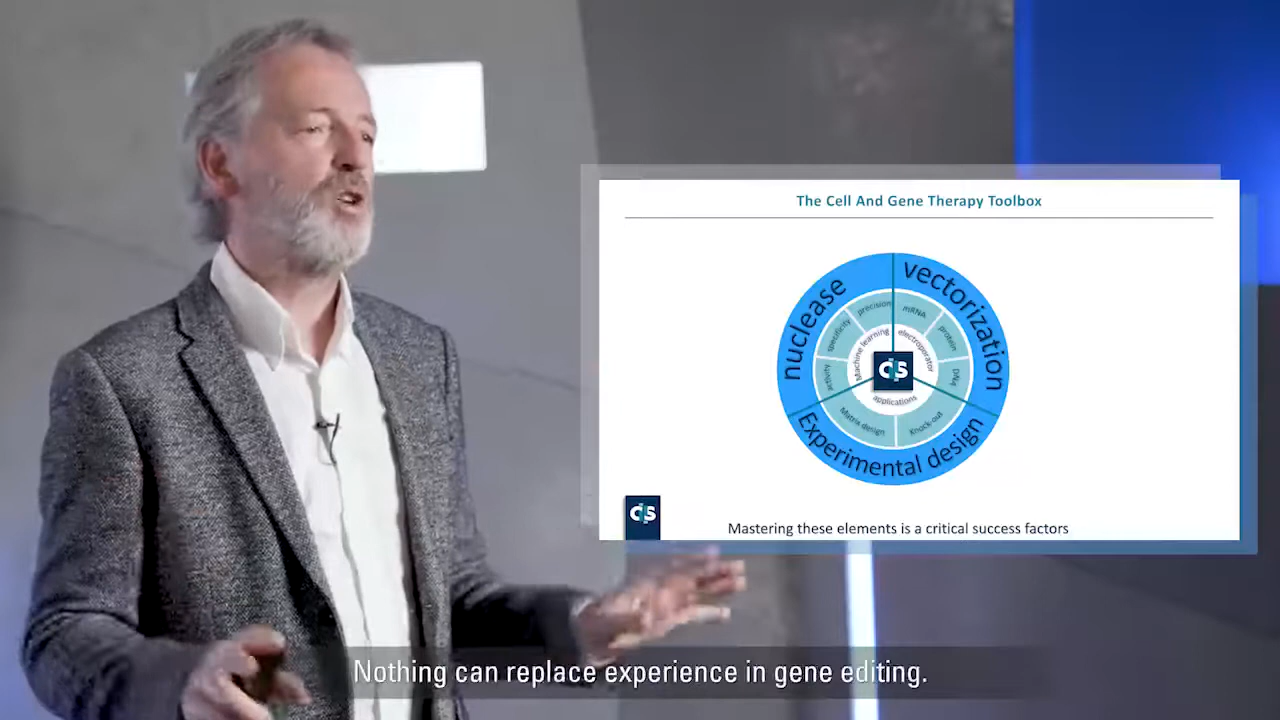 The Cell And Gene Therapy Toolbox
nuclease
vectorization
Experimental design
precision
specificity
activity
mRNA
protein
DNA
Matrix design
Knock-out
Machine learning
electroporator
applications
CIS
CIS
Mastering these elements is a critical success factors
Nothing can replace experience in gene editing.